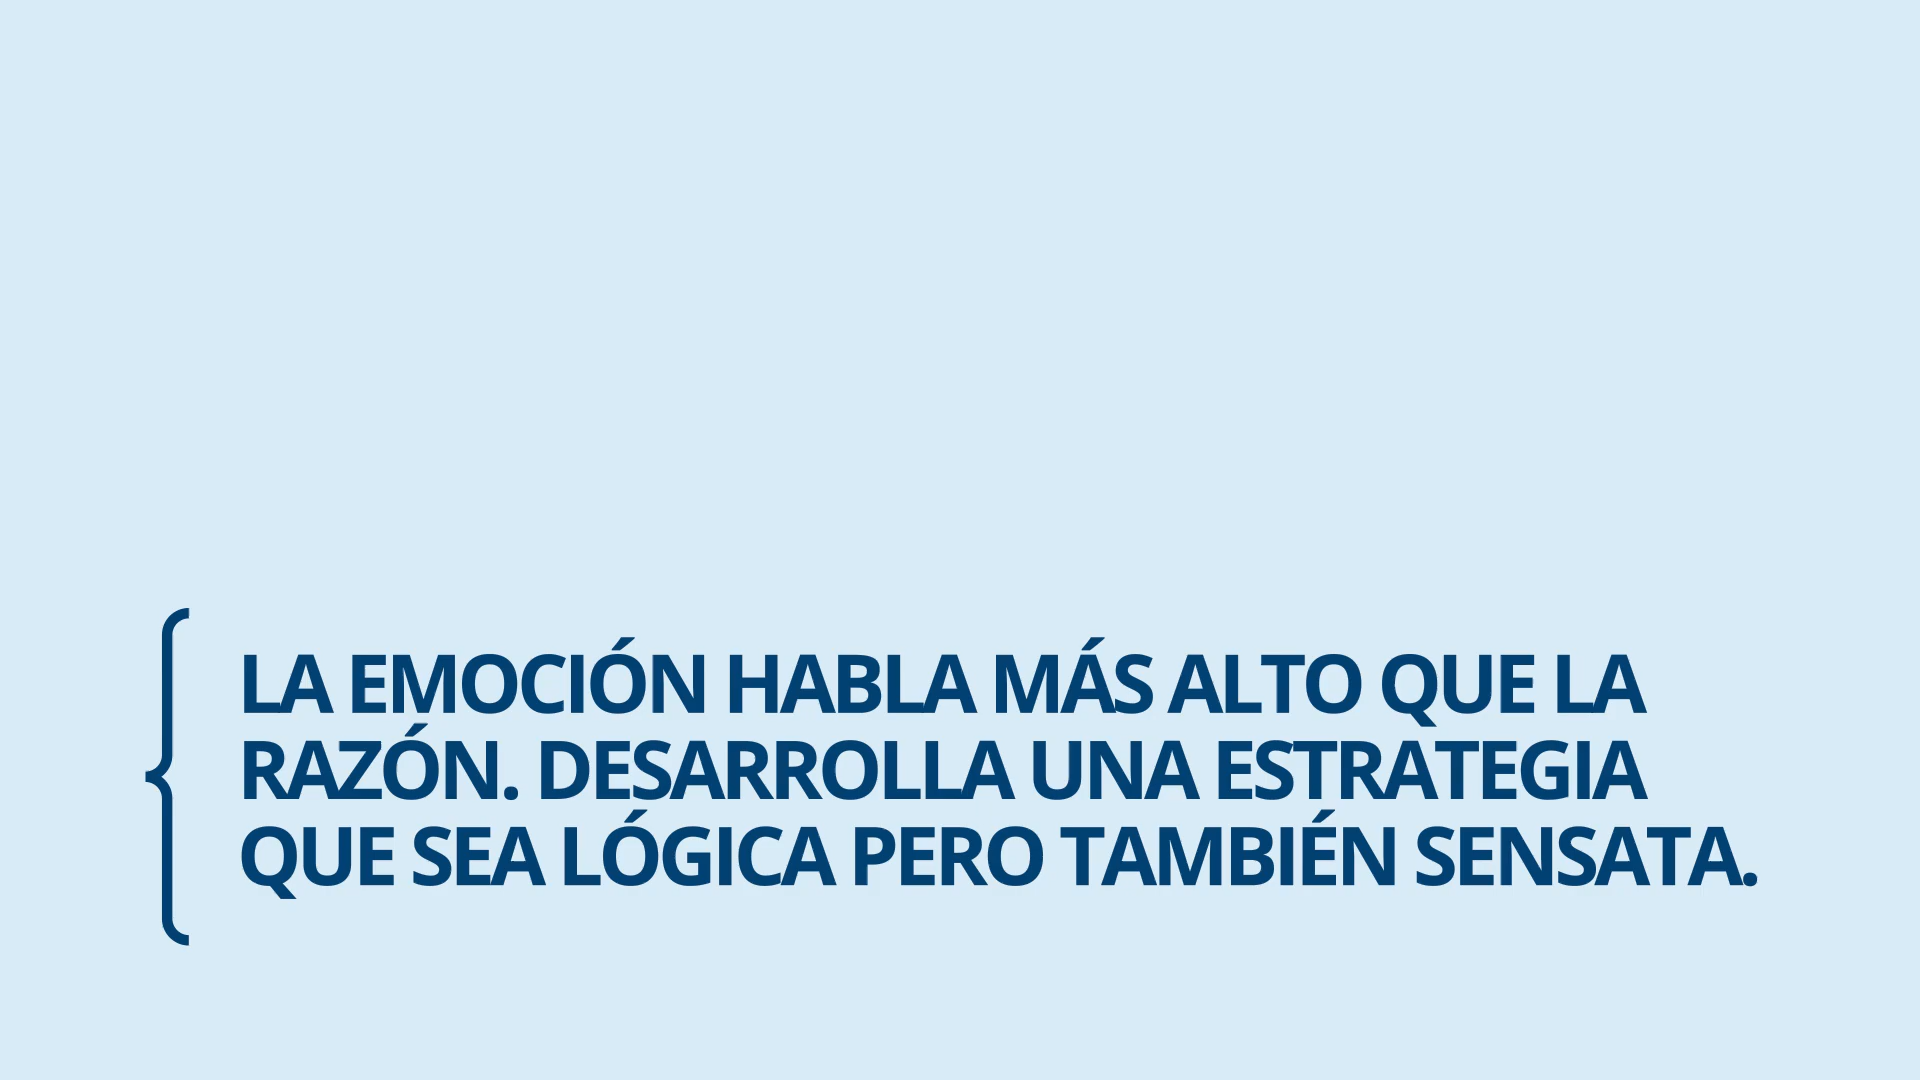 LA EMOCIÓN HABLA MÁS ALTO QUE LA
RAZÓN. DESARROLLA UNA ESTRATEGIA
QUE SEA LÓGICA PERO TAMBIÉN SENSATA.